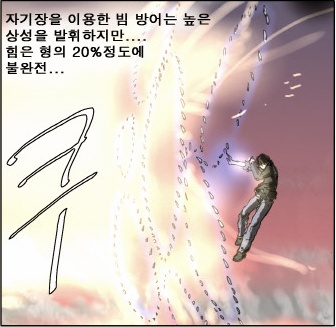 자기장을 이용한 빔 방어는 높은
상성을 발휘하지만....
힘은 형의 20%정도에
불완전...
쿠